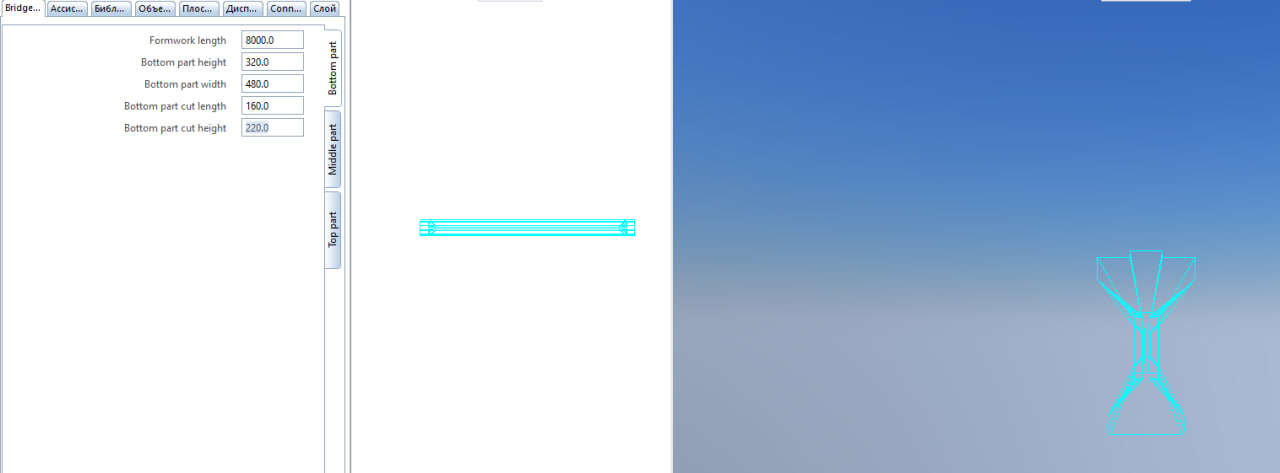 Bridge... Ассис... Библ... Объе... Плос... Дисп... Conn... Слой
Formwork length 8000.0
Bottom part height 320.0
Bottom part width 480.0
Bottom part cut length 160.0
Bottom part cut height 220.0
Bottom part
Middle part
Top part